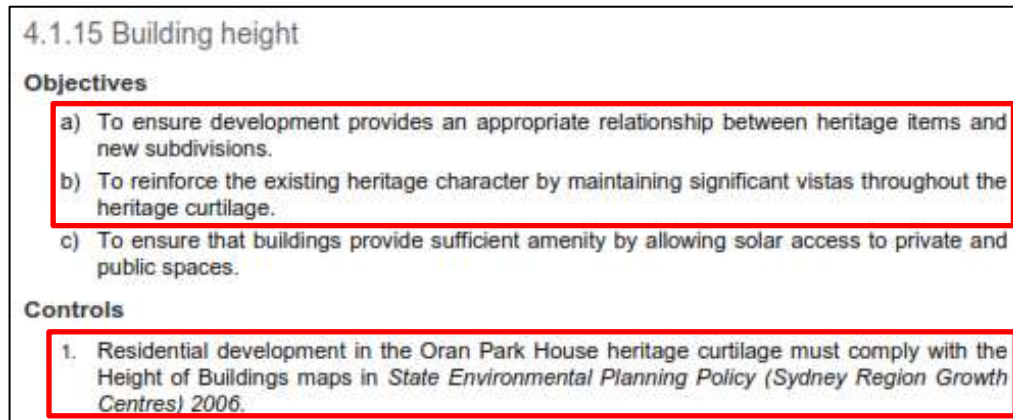 4.1.15 Building height
Objectives
a) To ensure development provides an appropriate relationship between heritage items and
new subdivisions.
b) To reinforce the existing heritage character by maintaining significant vistas throughout the
heritage curtilage.
c) To ensure that buildings provide sufficient amenity by allowing solar access to private and
public spaces.
Controls
1. Residential development in the Oran Park House heritage curtilage must comply with the
Height of Buildings maps in State Environmental Planning Policy (Sydney Region Growth
Centres) 2006.